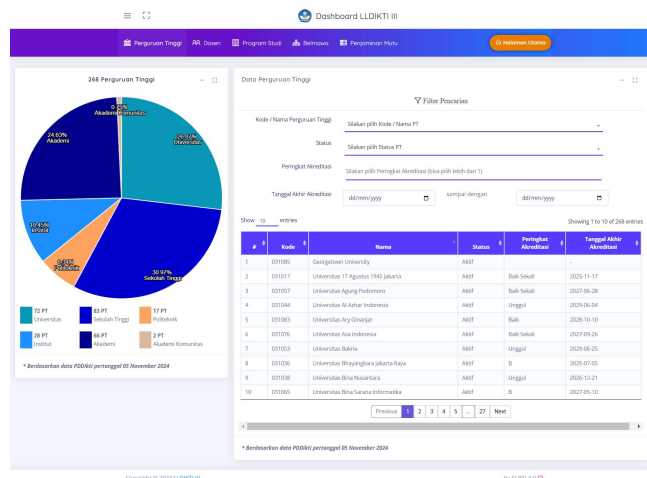 Dashboard LLDIKTI III
Perguruan Tinggi Dosen Program Studi Belmawa Penjaminan Mutu Halaman Utama
268 Perguruan Tinggi
0.75%
Akademi Komunitas
24.63%
Akademi
26.87%
Universitas
10.45%
Institut
6.34%
Politeknik
30.97%
Sekolah Tinggi
72 PT
Universitas
83 PT
Sekolah Tinggi
17 PT
Politeknik
28 PT
Institut
66 PT
Akademi
2 PT
Akademi Komunitas
* Berdasarkan data PDDikti pertanggal 05 November 2024
Data Perguruan Tinggi
Filter Pencarian
Kode / Nama Perguruan Tinggi Silakan pilih Kode / Nama PT
Status Silakan pilih Status PT
Peringkat Akreditasi Silakan pilih Peringkat Akreditasi (bisa pilih lebih dari 1)
Tanggal Akhir Akreditasi dd/mm/yyyy sampai dengan dd/mm/yyyy
Show 10 entries Showing 1 to 10 of 268 entries
# Kode Nama Status Peringkat Akreditasi Tanggal Akhir Akreditasi
1 031085 Georgetown University Aktif -
2 031017 Universitas 17 Agustus 1945 Jakarta Aktif Baik Sekali 2025-11-17
3 031057 Universitas Agung Podomoro Aktif Baik Sekali 2027-06-28
4 031044 Universitas Al-Azhar Indonesia Aktif Unggul 2029-06-04
5 031083 Universitas Ary Ginanjar Aktif Baik 2028-10-10
6 031076 Universitas Asa Indonesia Aktif Baik Sekali 2027-09-26
7 031053 Universitas Bakrie Aktif Unggul 2029-06-25
8 031036 Universitas Bhayangkara Jakarta Raya Aktif B 2025-07-05
9 031038 Universitas Bina Nusantara Aktif Unggul 2026-12-21
10 031065 Universitas Bina Sarana Informatika Aktif B 2027-05-10
Previous 1 2 3 4 5 ... 27 Next
* Berdasarkan data PDDikti pertanggal 05 November 2024